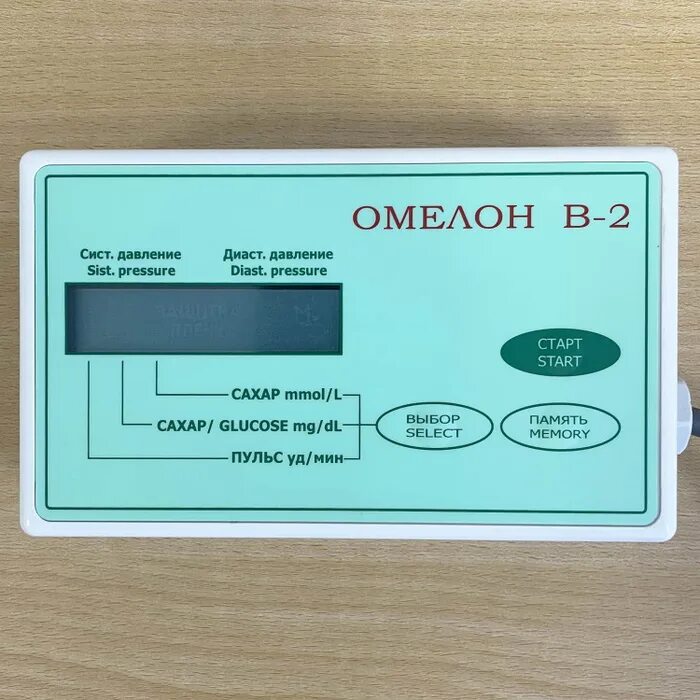 ОМЕЛОН В-2
Сист. давление
Sist. pressure
Диаст. давление
Diast. pressure
СТАРТ
START
САХАР mmol/L
САХАР/ GLUCOSE mg/dL
ПУЛЬС уд/мин
ВЫБОР
SELECT
ПАМЯТЬ
MEMORY